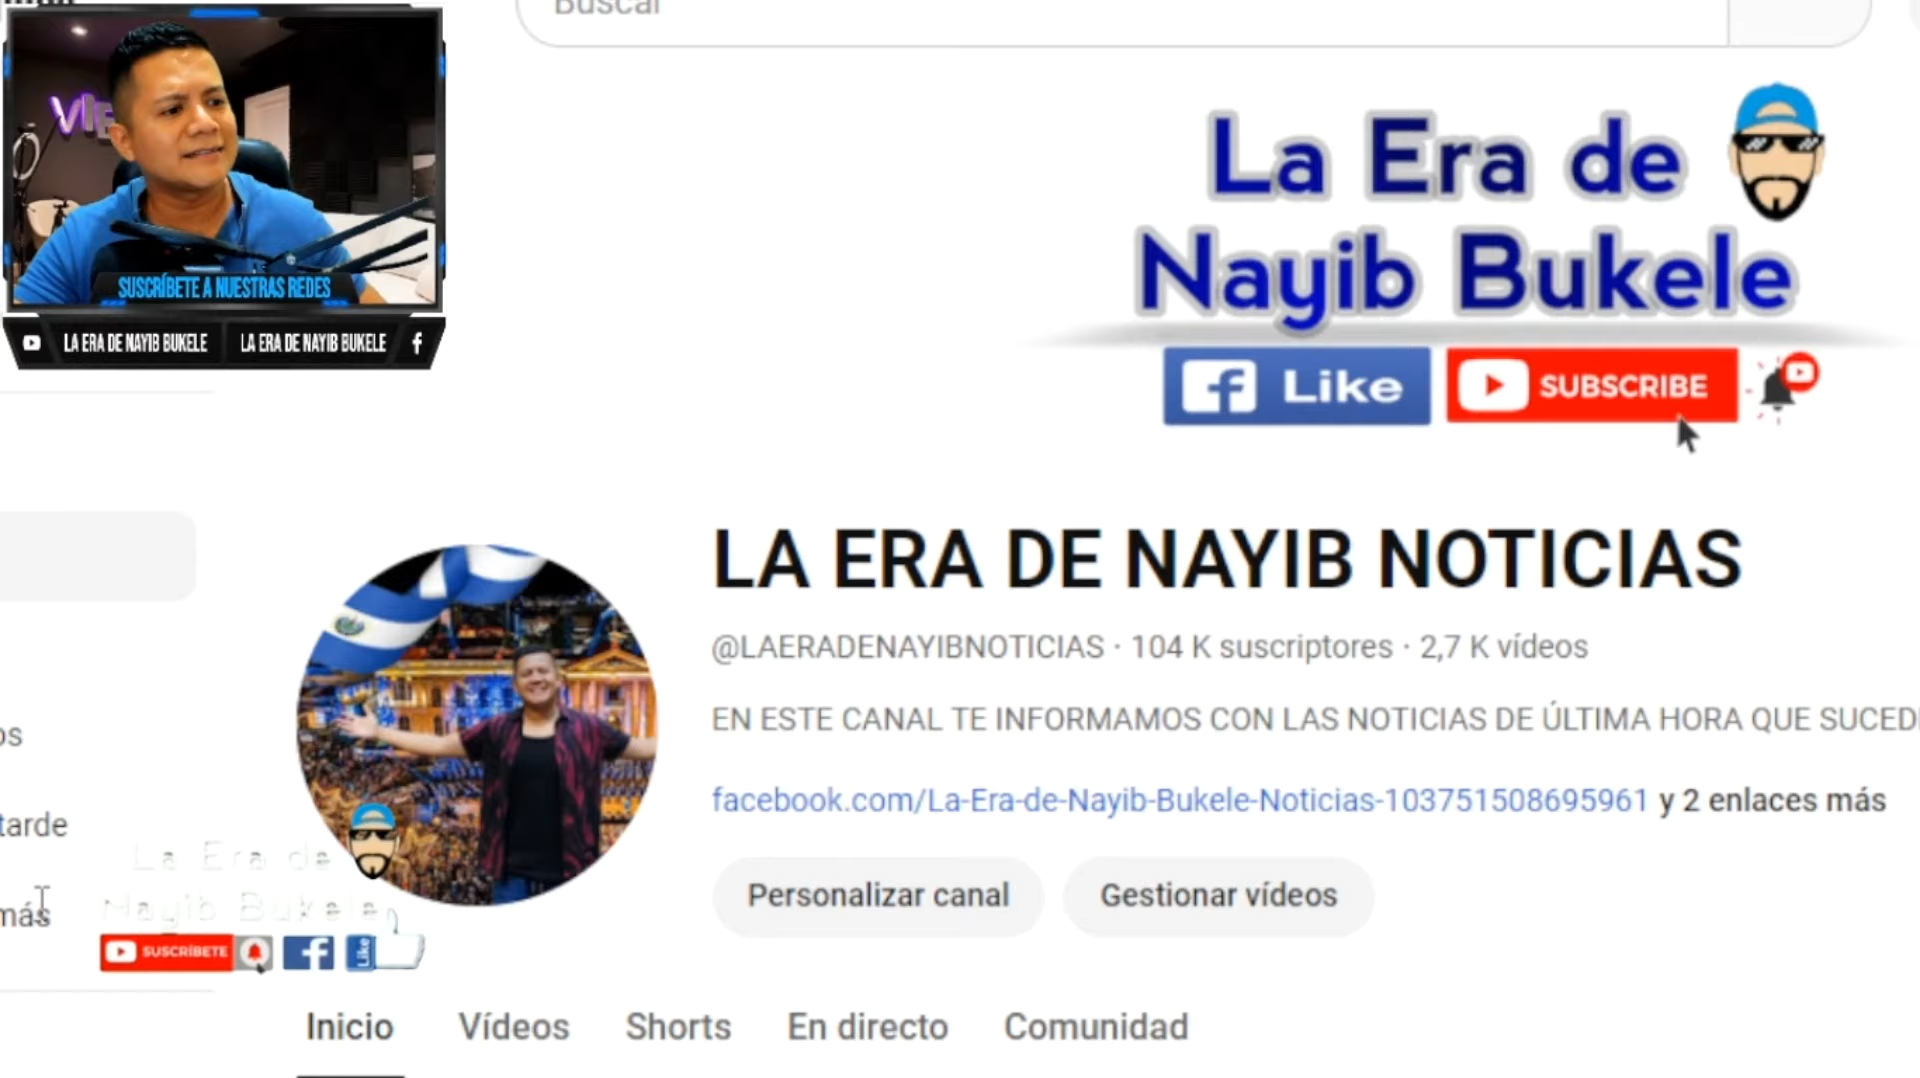 Buscar
VIB
SUSCRÍBETE A NUESTRAS REDES
LA ERA DE NAYIB BUKELE
LA ERA DE NAYIB BUKELE
La Era de
Nayib Bukele
Like
SUBSCRIBE
LA ERA DE NAYIB NOTICIAS
@LAERADENAYIBNOTICIAS · 104 K suscriptores · 2,7 K vídeos
EN ESTE CANAL TE INFORMAMOS CON LAS NOTICIAS DE ÚLTIMA HORA QUE SUCED
facebook.com/La-Era-de-Nayib-Bukele-Noticias-103751508695961 y 2 enlaces más
os
tarde
más
La Era de
Nayib Bukele
SUSCRÍBETE
Like
Personalizar canal
Gestionar vídeos
Inicio
Vídeos
Shorts
En directo
Comunidad